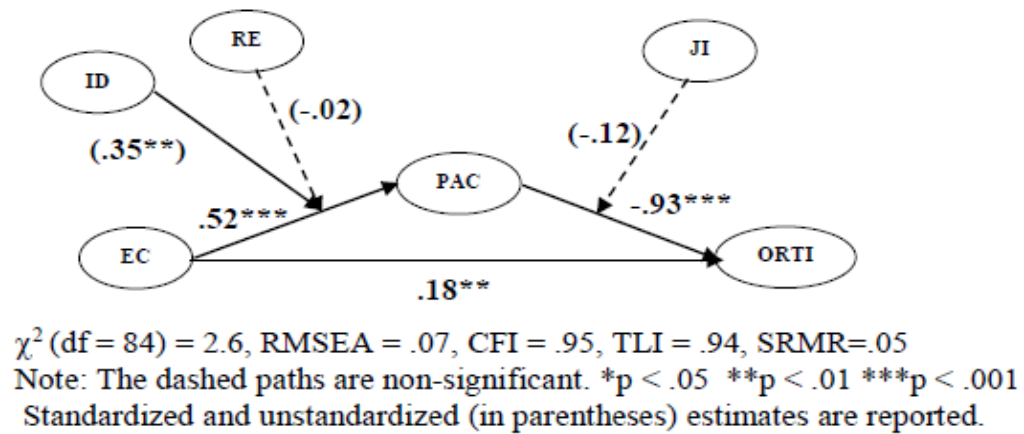 RE
JI
ID
(-.02)
(-.12)
(.35**)
PAC
.52***
-.93***
EC
ORTI
.18**
χ² (df = 84) = 2.6, RMSEA = .07, CFI = .95, TLI = .94, SRMR=.05
Note: The dashed paths are non-significant. *p < .05 **p < .01 ***p < .001
Standardized and unstandardized (in parentheses) estimates are reported.